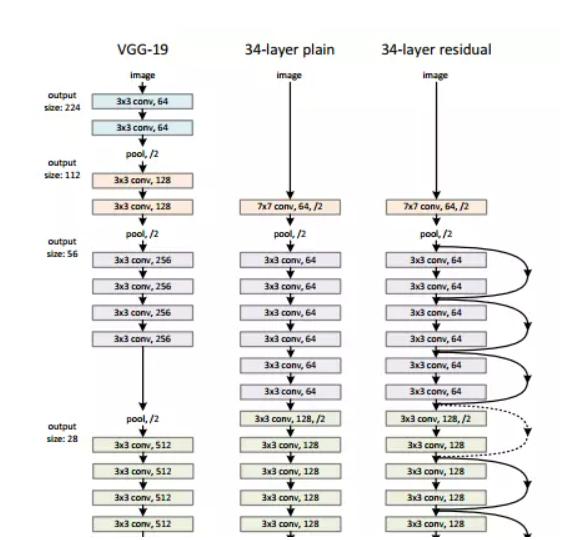 VGG-19 34-layer plain 34-layer residual
image image image
output
size: 224
3x3 conv, 64
3x3 conv, 64
pool, /2
output
size: 112
3x3 conv, 128
3x3 conv, 128 7x7 conv, 64, /2 7x7 conv, 64, /2
pool, /2 pool, /2 pool, /2
output
size: 56
3x3 conv, 256 3x3 conv, 64 3x3 conv, 64
3x3 conv, 256 3x3 conv, 64 3x3 conv, 64
3x3 conv, 256 3x3 conv, 64 3x3 conv, 64
3x3 conv, 256 3x3 conv, 64 3x3 conv, 64
3x3 conv, 64 3x3 conv, 64
3x3 conv, 64 3x3 conv, 64
output
size: 28
pool, /2 3x3 conv, 128, /2 3x3 conv, 128, /2
3x3 conv, 512 3x3 conv, 128 3x3 conv, 128
3x3 conv, 512 3x3 conv, 128 3x3 conv, 128
3x3 conv, 512 3x3 conv, 128 3x3 conv, 128
3x3 conv, 512 3x3 conv, 128 3x3 conv, 128